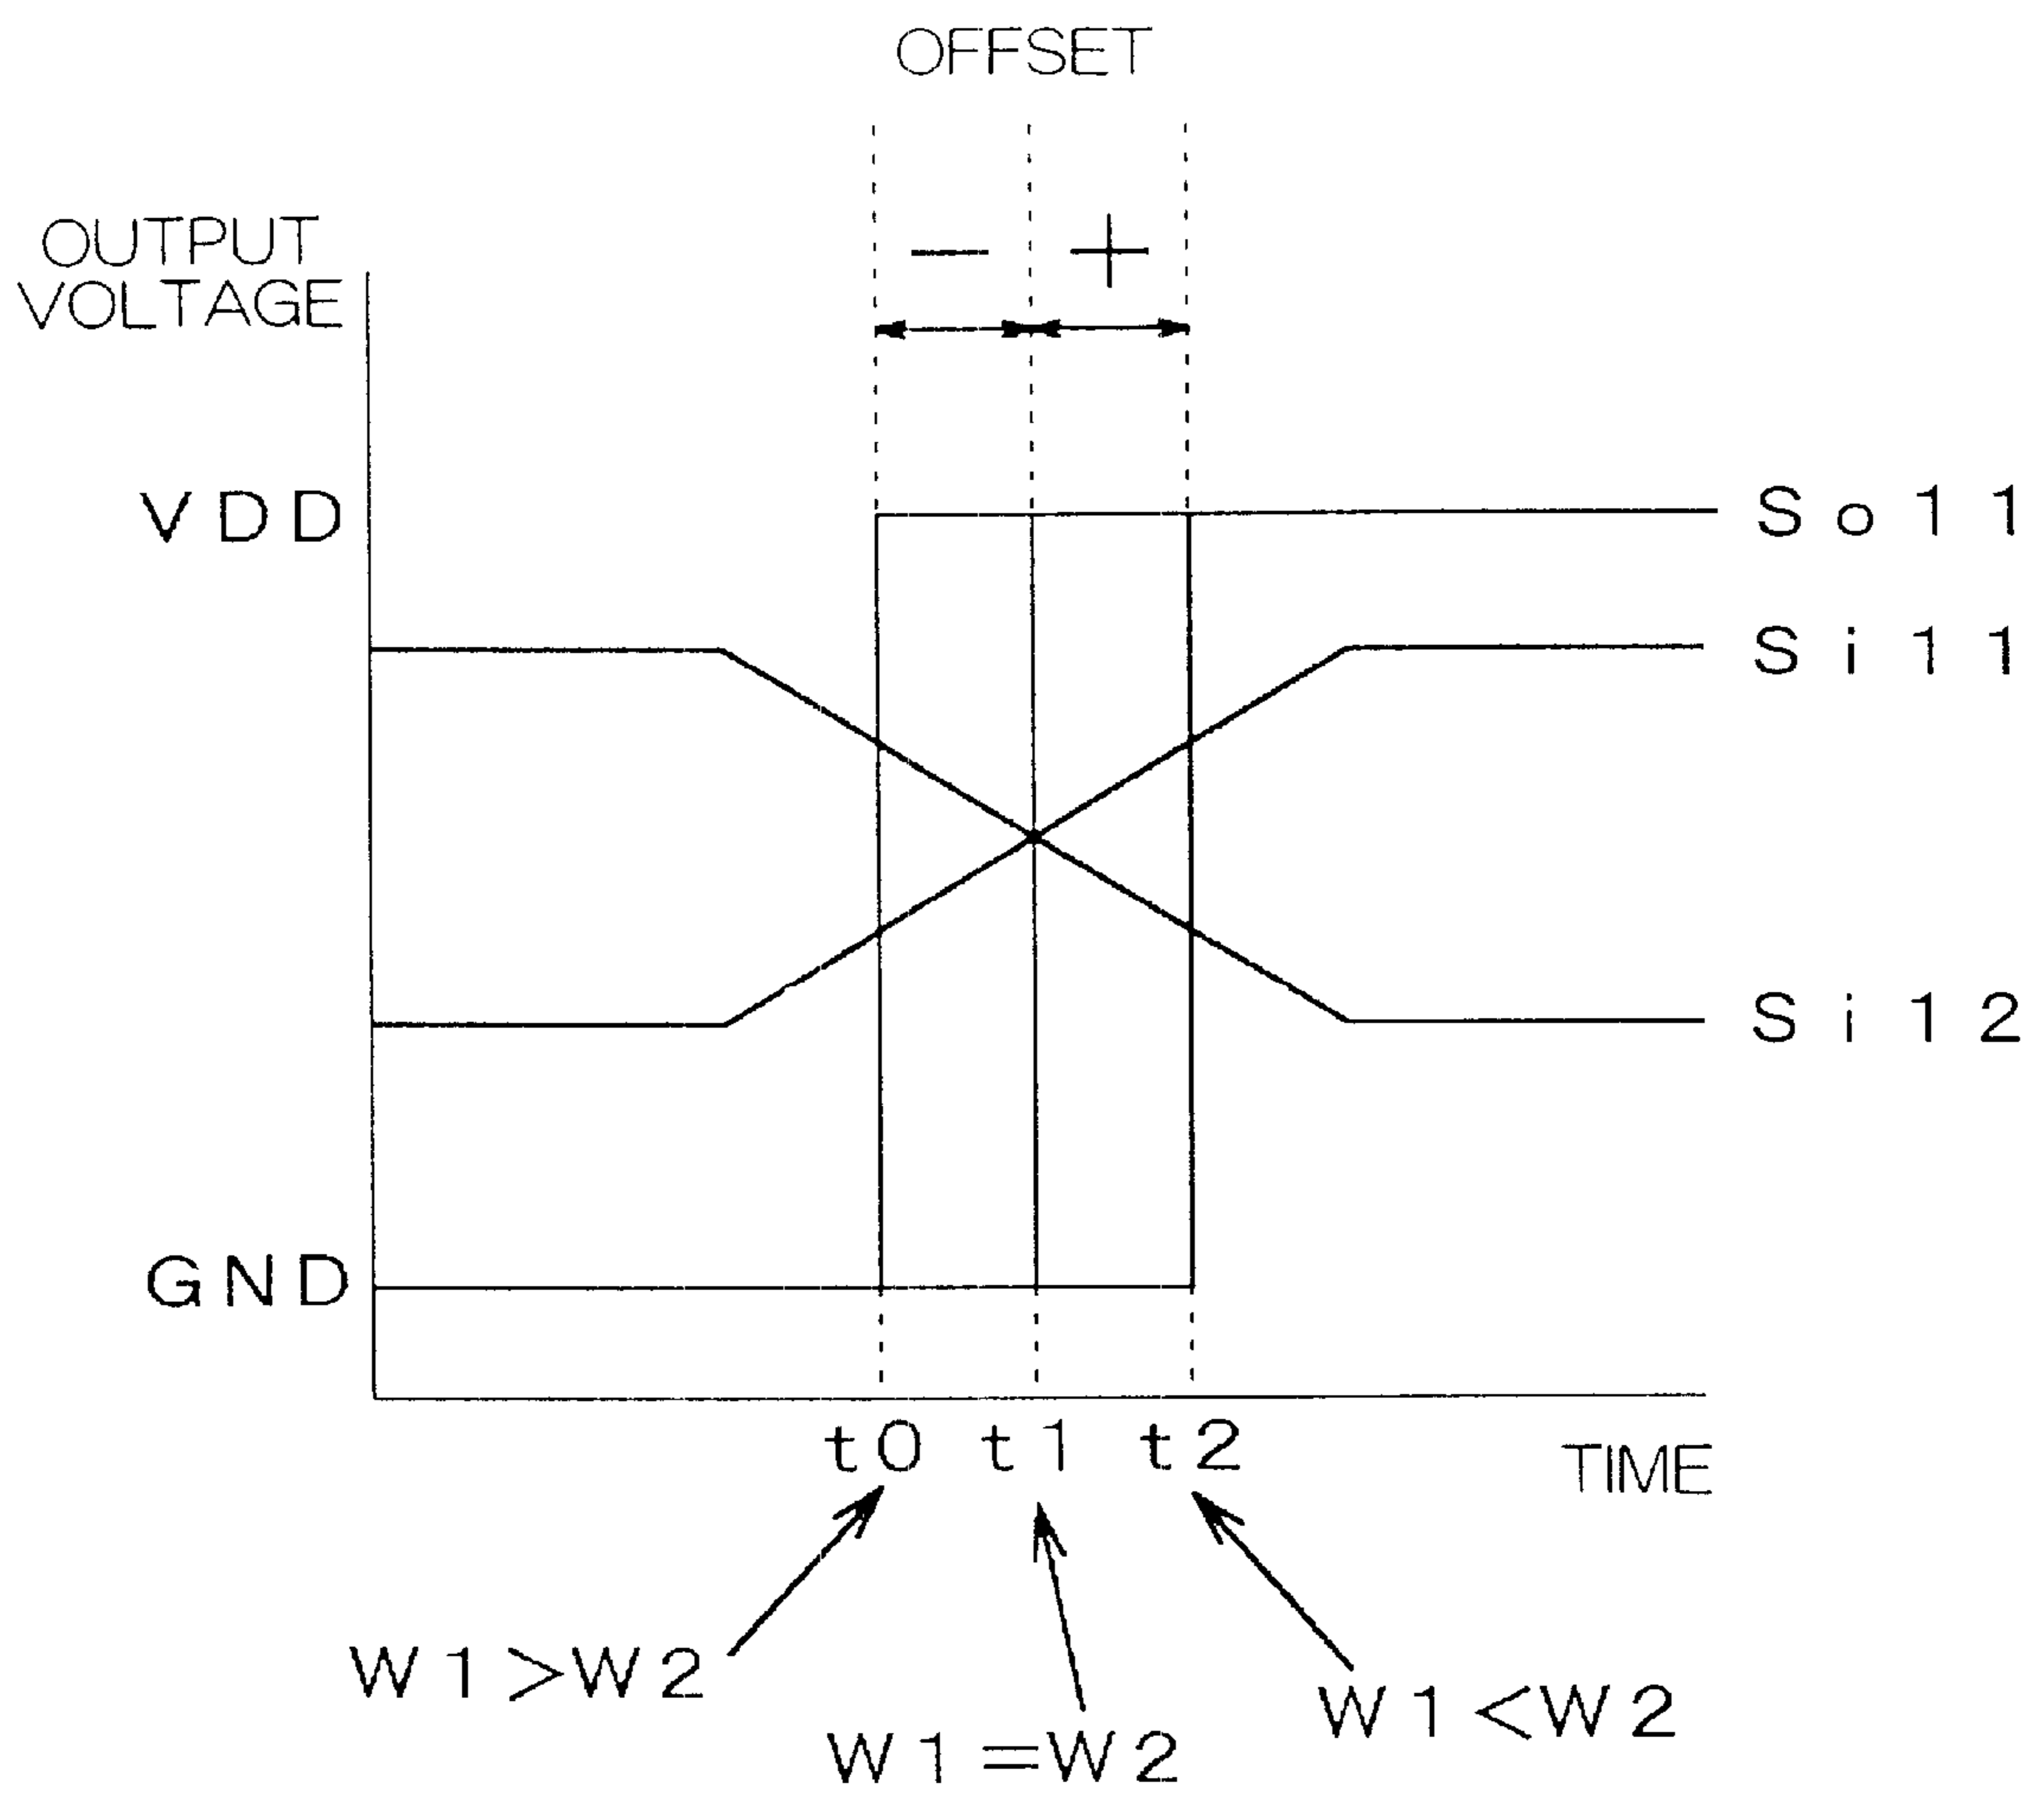 OFFSET
− +
OUTPUT
VOLTAGE
VDD
So11
Si11
Si12
GND
t0 t1 t2
TIME
W1>W2
W1<W2
W1=W2